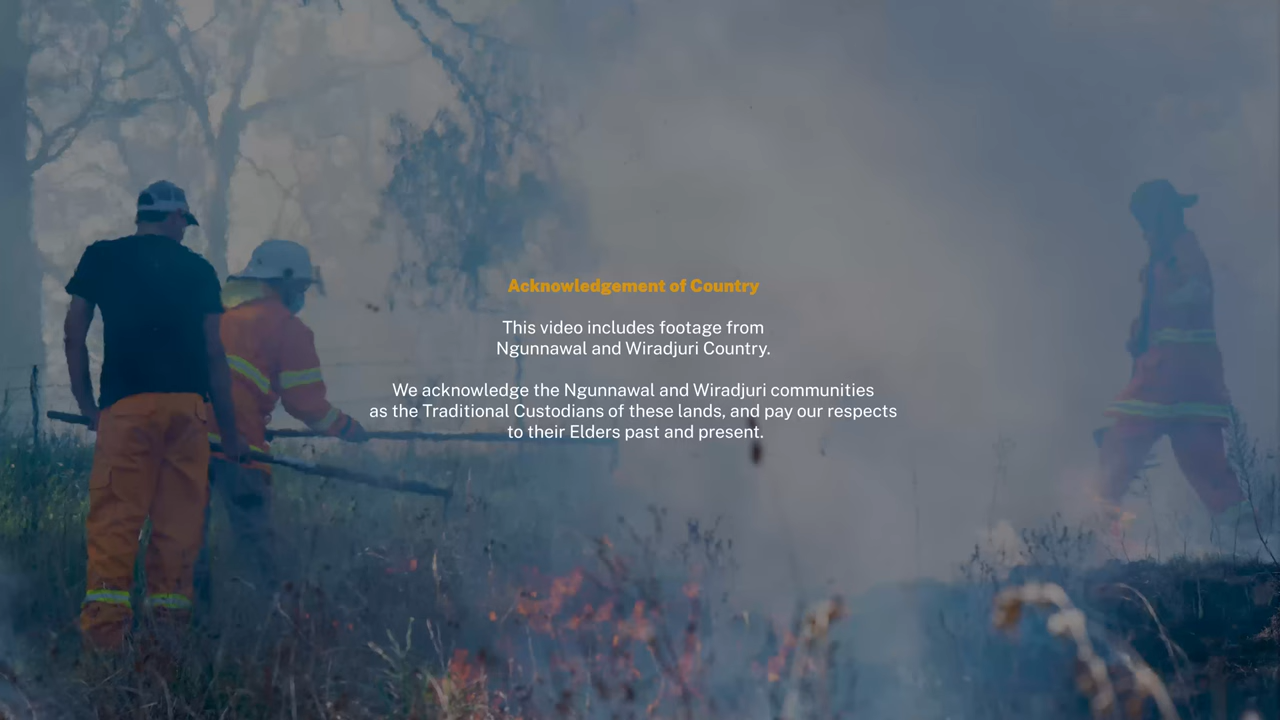 Acknowledgement of Country
This video includes footage from
Ngunnawal and Wiradjuri Country.
We acknowledge the Ngunnawal and Wiradjuri communities
as the Traditional Custodians of these lands, and pay our respects
to their Elders past and present.